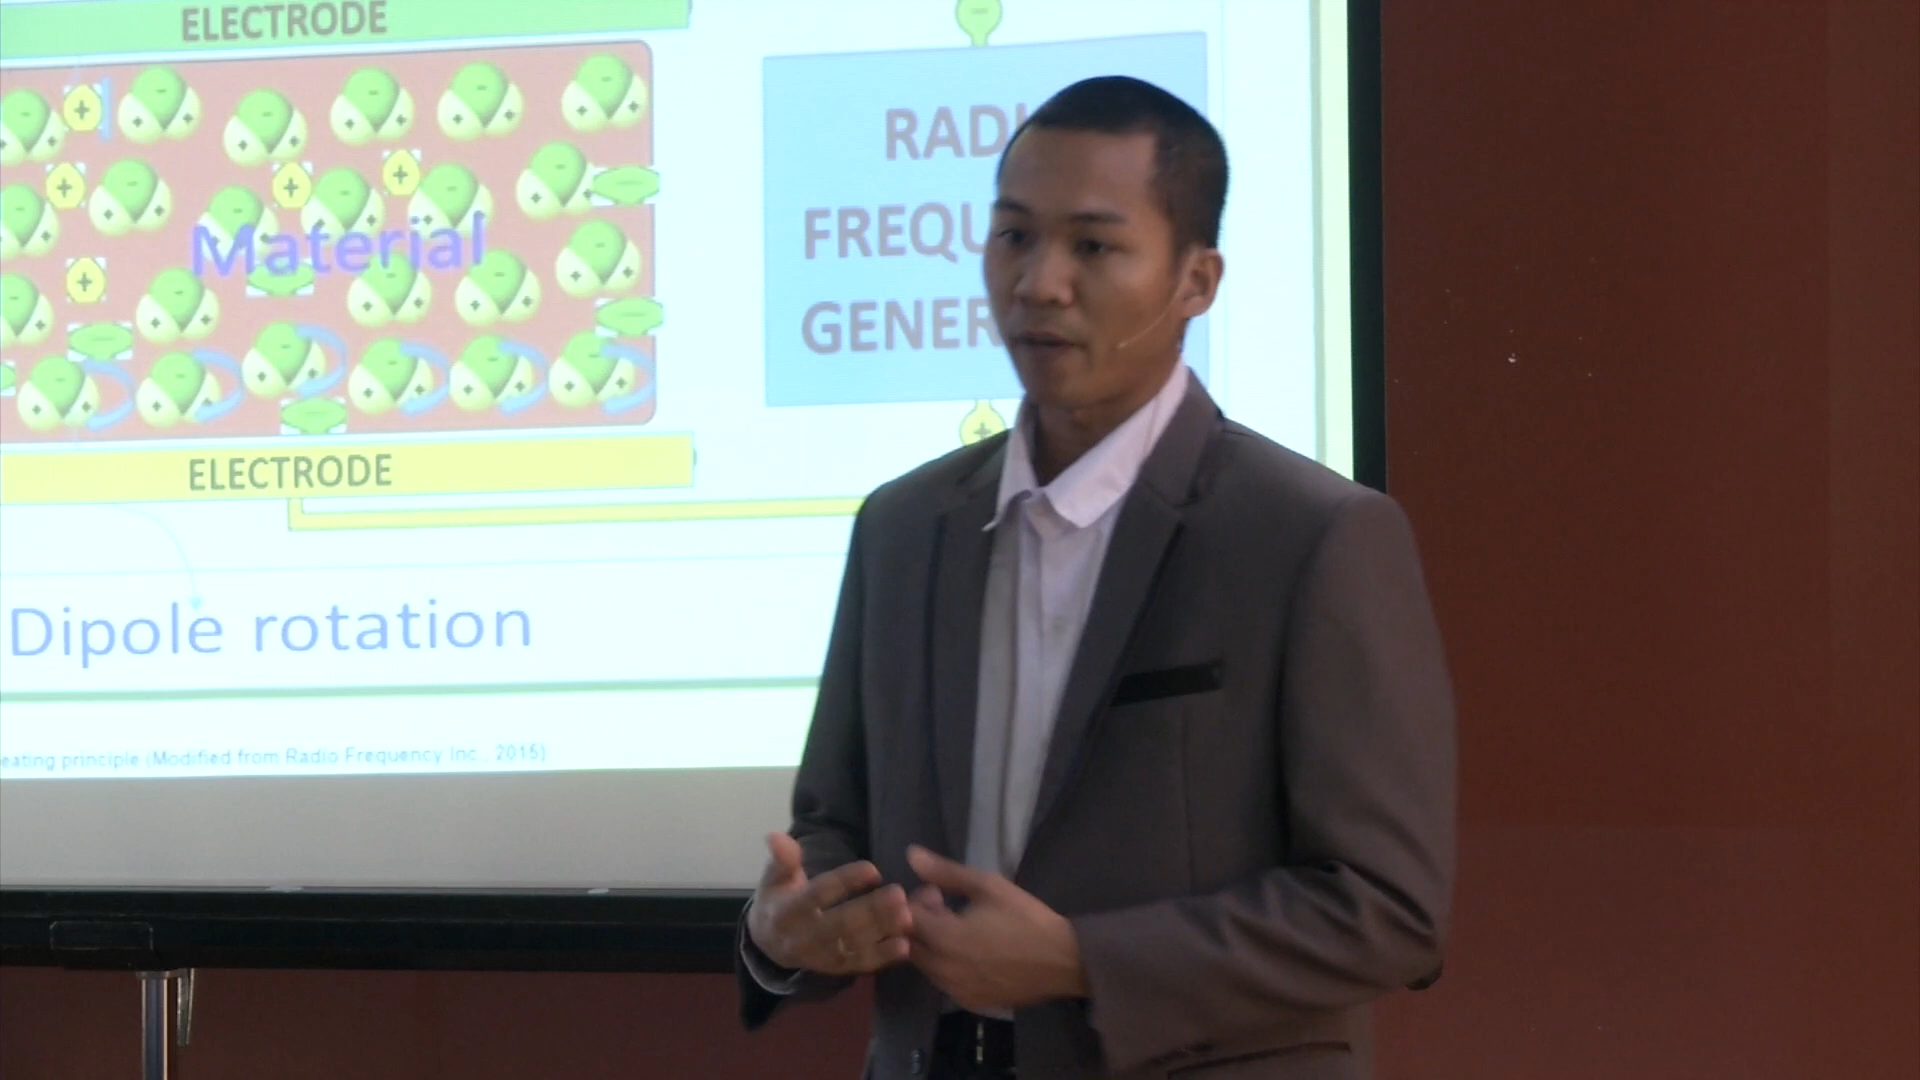 ELECTRODE
RADI
FREQU
GENER
Material
ELECTRODE
Dipole rotation
eating principle (Modified from Radio Frequency Inc., 2015)